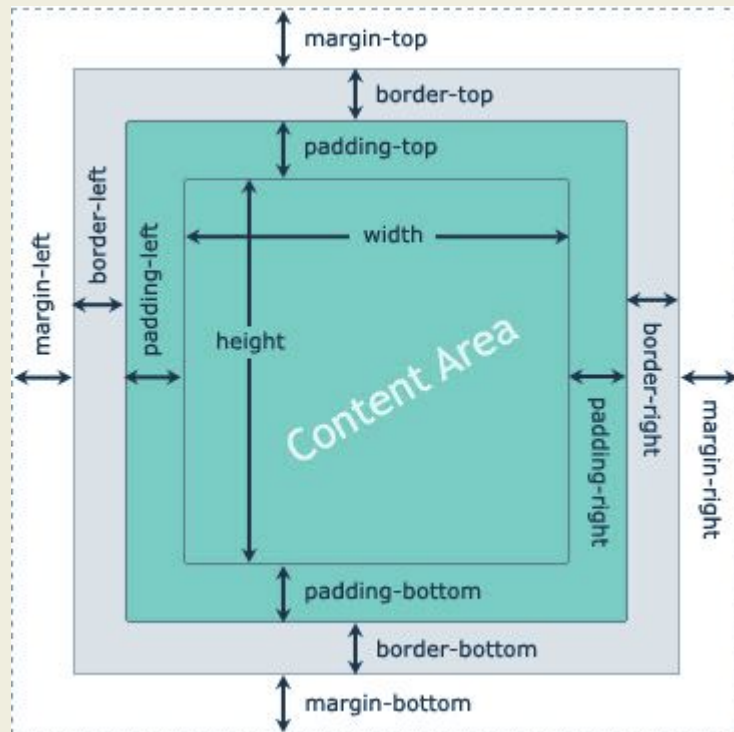 margin-top
border-top
padding-top
width
height
Content Area
margin-left
border-left
padding-left
padding-right
border-right
margin-right
padding-bottom
border-bottom
margin-bottom